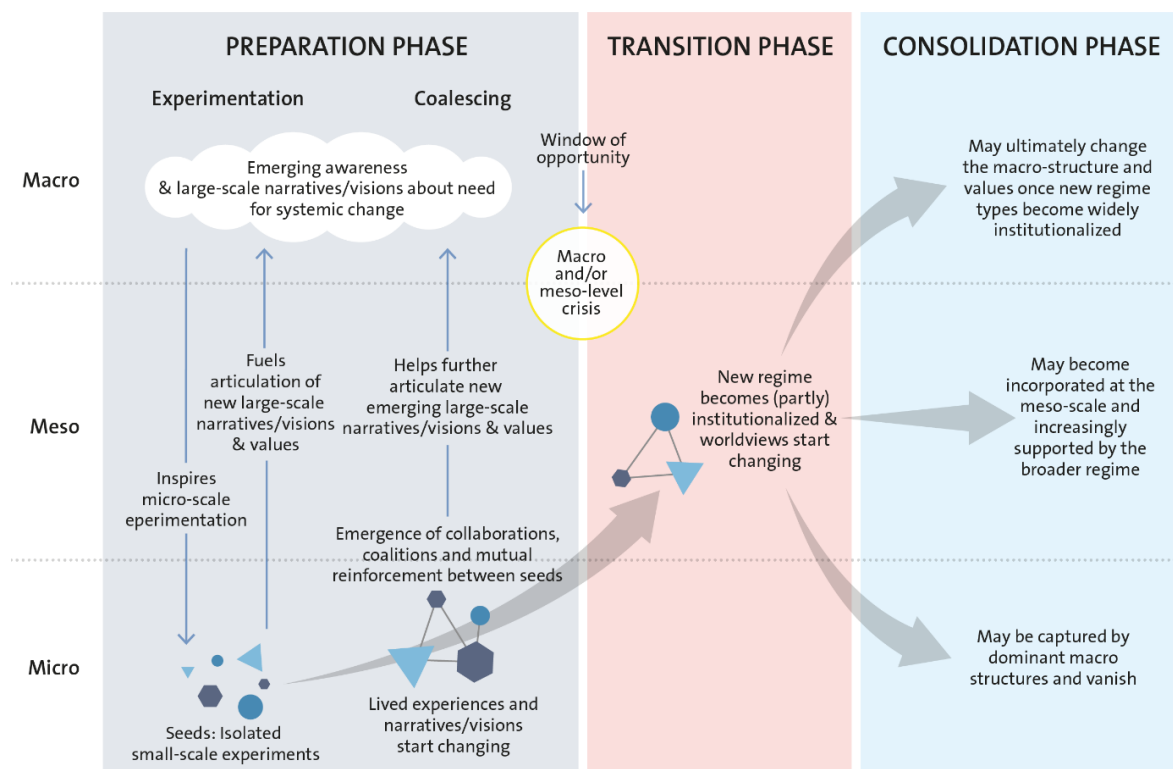 PREPARATION PHASE
TRANSITION PHASE
CONSOLIDATION PHASE
Experimentation
Coalescing
Macro
Emerging awareness
& large-scale narratives/visions about need
for systemic change
Window of
opportunity
May ultimately change
the macro-structure and
values once new regime
types become widely
institutionalized
Macro
and/or
meso-level
crisis
Meso
Fuels
articulation of
new large-scale
narratives/visions
& values
Helps further
articulate new
emerging large-scale
narratives/visions & values
New regime
becomes (partly)
institutionalized &
worldviews start
changing
May become
incorporated at the
meso-scale and
increasingly
supported by the
broader regime
Inspires
micro-scale
eperimentation
Emergence of collaborations,
coalitions and mutual
reinforcement between seeds
Micro
Seeds: Isolated
small-scale experiments
Lived experiences and
narratives/visions
start changing
May be captured by
dominant macro
structures and vanish